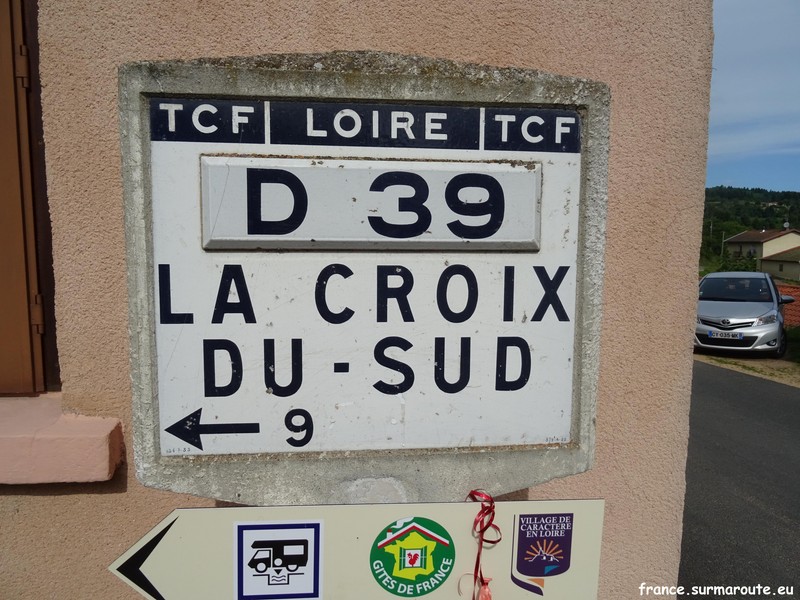 TCF LOIRE TCF
D 39
LA CROIX
DU-SUD
9
GITES DE FRANCE
VILLAGE DE
CARACTÈRE
EN LOIRE
france.surmaroute.eu